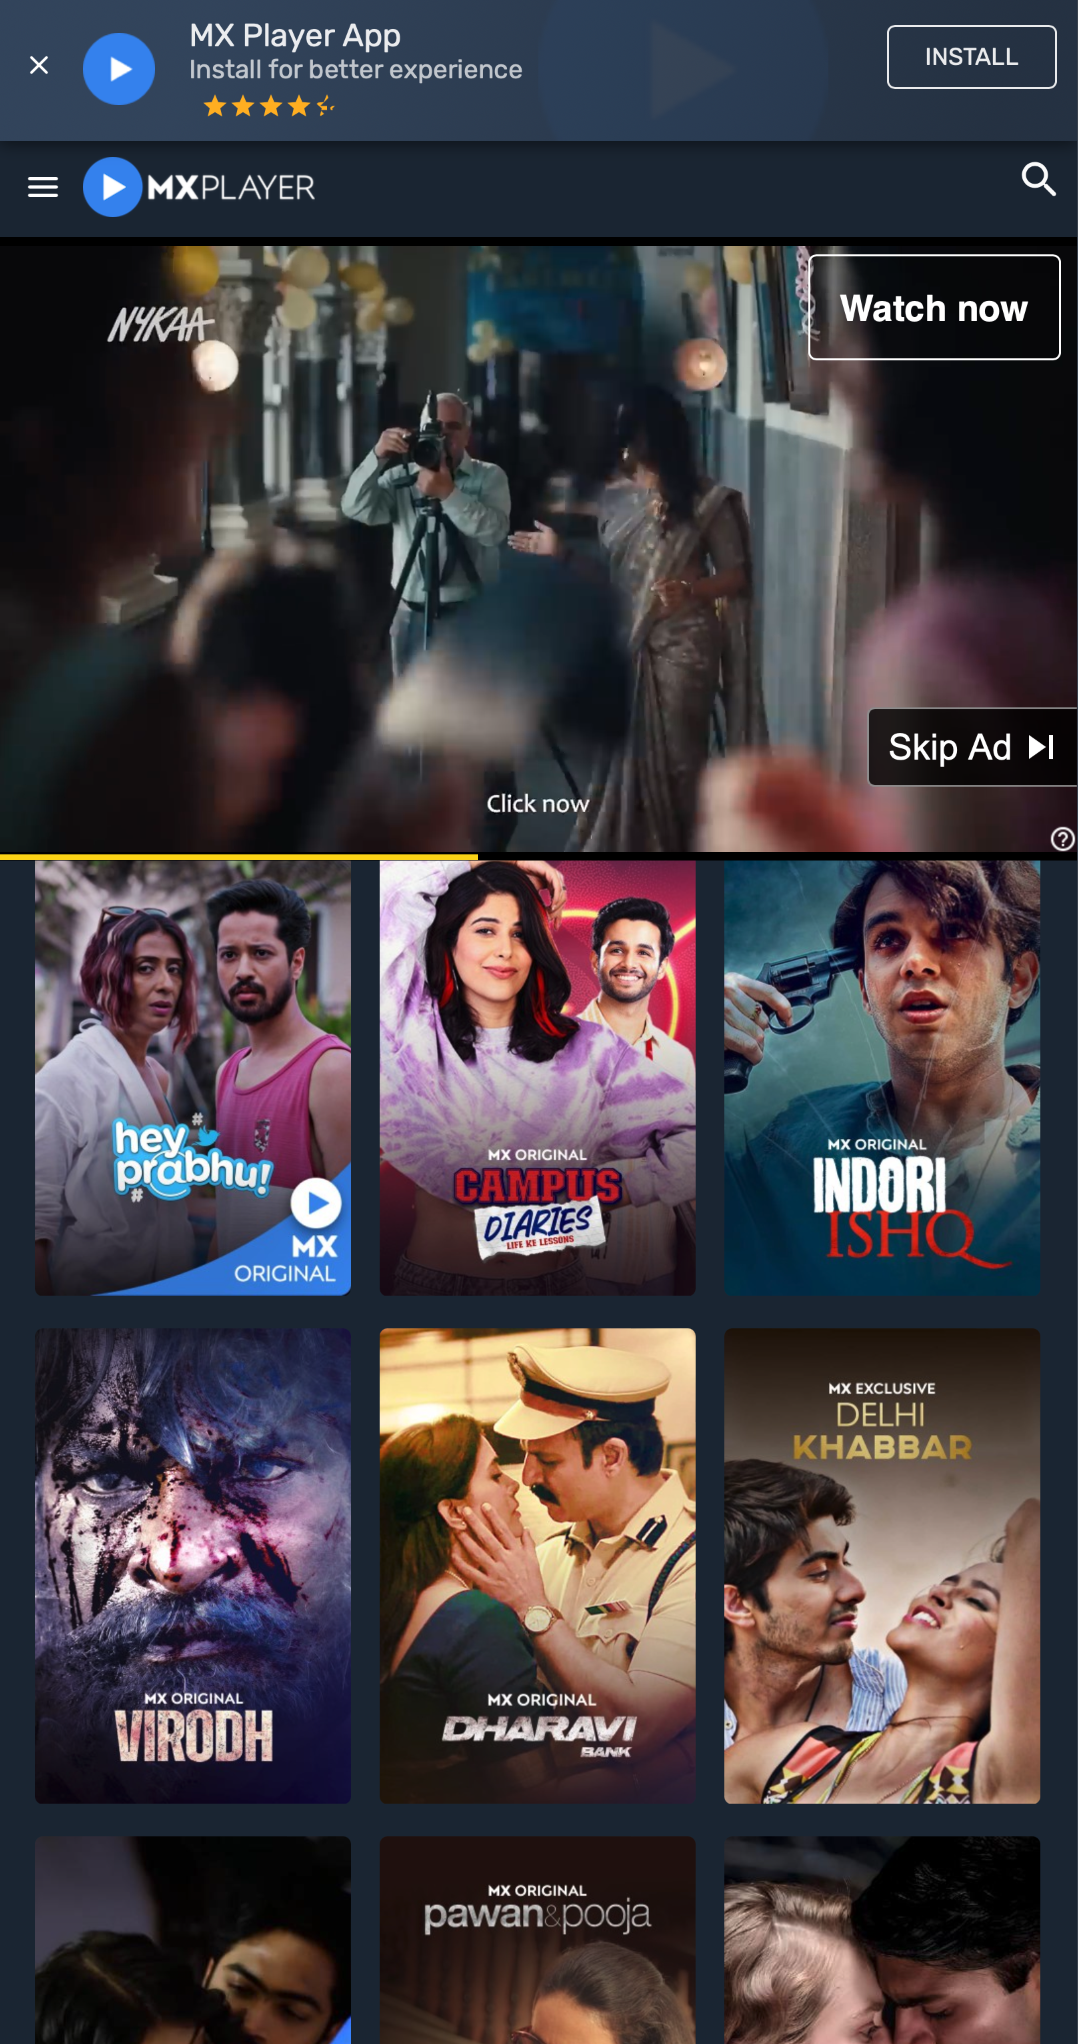 MX Player App
Install for better experience
INSTALL
MXPLAYER
NYKAA
Watch now
Skip Ad
Click now
?
#
hey
prabhu!
#
MX
ORIGINAL
MX ORIGINAL
CAMPUS
DIARIES
LIFE KE LESSONS
MX ORIGINAL
INDORI
ISHQ
MX ORIGINAL
VIRODH
MX ORIGINAL
DHARAVI
BANK
MX EXCLUSIVE
DELHI
KHABBAR
MX ORIGINAL
pawan&pooja